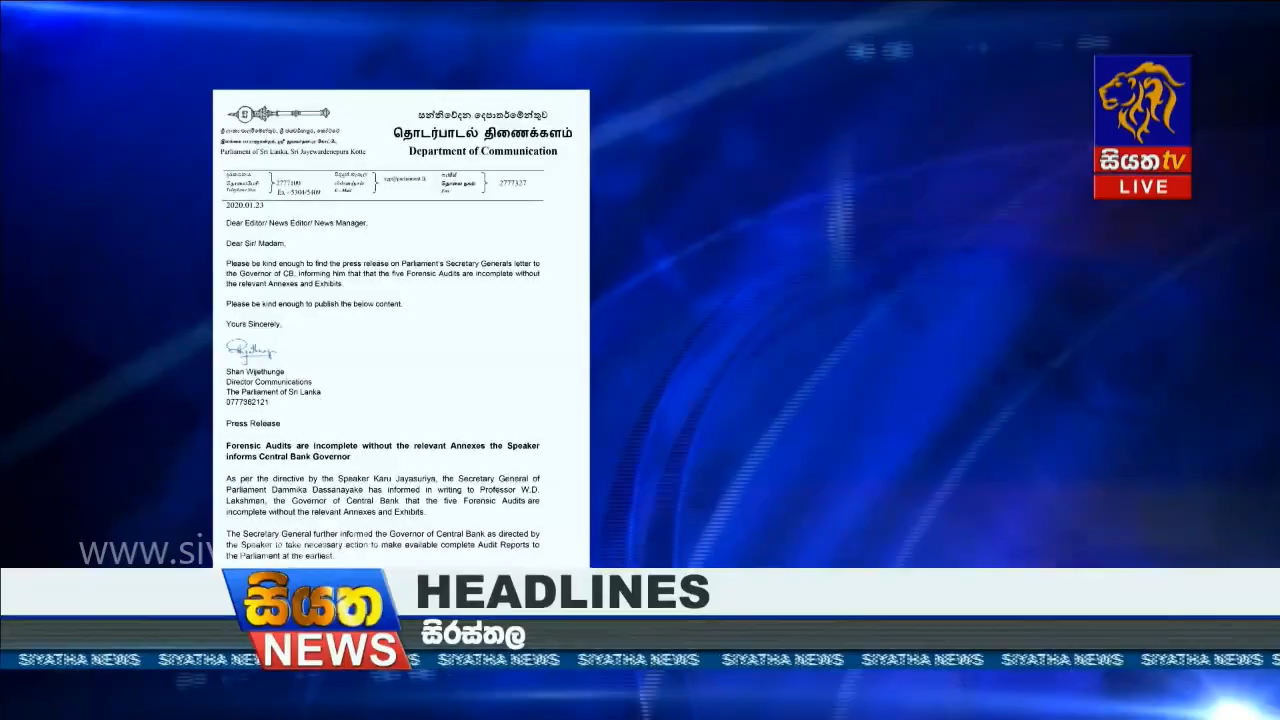 සන්නිවේදන දෙපාර්තමේන්තුව
தொடர்பாடல் திணைக்களம்
Department of Communication
ශ්‍රී ලංකා පාර්ලිමේන්තුව, ශ්‍රී ජයවර්ධනපුර කෝට්ටේ
Parliament of Sri Lanka, Sri Jayewardenepura Kotte
2777109
Ex - 5304/5409
E - Mail
Fax
2777327
2020.01.23
Dear Editor/ News Editor/ News Manager,
Dear Sir/ Madam,
Please be kind enough to find the press release on Parliament's Secretary Generals letter to
the Governor of CB, informing him that that the five Forensic Audits are incomplete without
the relevant Annexes and Exhibits.
Please be kind enough to publish the below content.
Yours Sincerely,
Shan Wijethunge
Director Communications
The Parliament of Sri Lanka
0777362121
Press Release
Forensic Audits are incomplete without the relevant Annexes the Speaker
informs Central Bank Governor
As per the directive by the Speaker Karu Jayasuriya, the Secretary General of
Parliament Dammika Dassanayake has informed in writing to Professor W.D.
Lakshman, the Governor of Central Bank that the five Forensic Audits are
incomplete without the relevant Annexes and Exhibits.
The Secretary General further informed the Governor of Central Bank as directed by
the Speaker to take necessary action to make available complete Audit Reports to
the Parliament at the earliest.
සියත tv
LIVE
සියත
NEWS
HEADLINES
සිරස්තල
SIYATHA NEWS SIYATHA NEWS SIYATHA NEWS SIYATHA NEWS SIYATHA NEWS SIYATHA NEWS SIYATHA NEWS SIYATHA NEWS